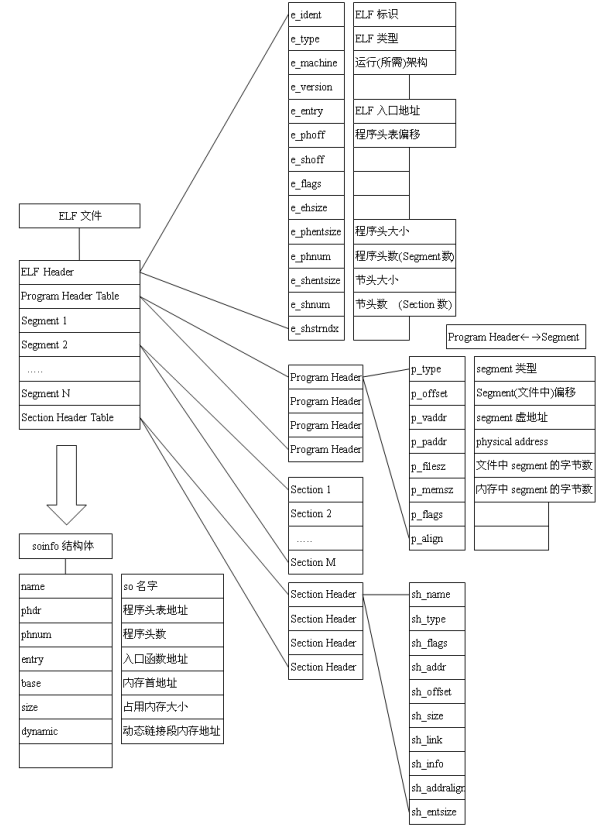 e_ident ELF 标识
e_type ELF 类型
e_machine 运行(所需)架构
e_version
e_entry ELF 入口地址
e_phoff 程序头表偏移
e_shoff
e_flags
e_ehsize
e_phentsize 程序头大小
e_phnum 程序头数(Segment数)
e_shentsize 节头大小
e_shnum 节头数 (Section 数)
e_shstrndx
ELF 文件
ELF Header
Program Header Table
Segment 1
Segment 2
.....
Segment N
Section Header Table
Program Header←→Segment
Program Header
Program Header
Program Header
Program Header
p_type segment 类型
p_offset Segment(文件中)偏移
p_vaddr segment 虚地址
p_paddr physical address
p_filesz 文件中 segment 的字节数
p_memsz 内存中 segment 的字节数
p_flags
p_align
Section 1
Section 2
.....
Section M
Section Header
Section Header
Section Header
Section Header
sh_name
sh_type
sh_flags
sh_addr
sh_offset
sh_size
sh_link
sh_info
sh_addralign
sh_entsize
soinfo 结构体
name so 名字
phdr 程序头表地址
phnum 程序头数
entry 入口函数地址
base 内存首地址
size 占用内存大小
dynamic 动态链接段内存地址